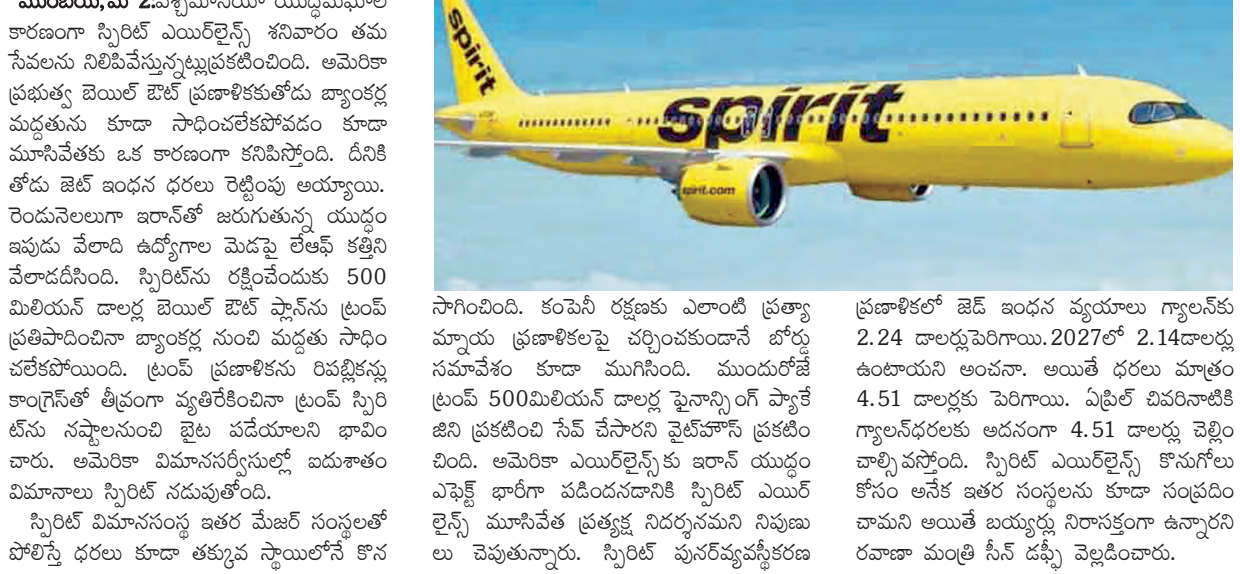 ముంబయి, మే 2:పశ్చిమాసియా యుద్ధమేఘాల
కారణంగా స్పిరిట్ ఎయిర్‌లైన్స్ శనివారం తమ
సేవలను నిలిపివేస్తున్నట్లుప్రకటించింది. అమెరికా
ప్రభుత్వ బెయిల్ ఔట్ ప్రణాళికకుతోడు బ్యాంకర్ల
మద్దతును కూడా సాధించలేకపోవడం కూడా
మూసివేతకు ఒక కారణంగా కనిపిస్తోంది. దీనికి
తోడు జెట్ ఇంధన ధరలు రెట్టింపు అయ్యాయి.
రెండునెలలుగా ఇరాన్‌తో జరుగుతున్న యుద్ధం
ఇపుడు వేలాది ఉద్యోగాల మెడపై లేఆఫ్ కత్తిని
వేలాడదీసింది. స్పిరిట్‌ను రక్షించేందుకు 500
మిలియన్ డాలర్ల బెయిల్ ఔట్ ప్లాన్‌ను ట్రంప్
ప్రతిపాదించినా బ్యాంకర్ల నుంచి మద్దతు సాధిం
చలేకపోయింది. ట్రంప్ ప్రణాళికను రిపబ్లికన్లు
కాంగ్రెస్‌తో తీవ్రంగా వ్యతిరేకించినా ట్రంప్ స్పిరి
ట్‌ను నష్టాలనుంచి బైట పడేయాలని భావిం
చారు. అమెరికా విమానసర్వీసుల్లో ఐదుశాతం
విమానాలు స్పిరిట్ నడుపుతోంది.
స్పిరిట్ విమానసంస్థ ఇతర మేజర్ సంస్థలతో
పోలిస్తే ధరలు కూడా తక్కువ స్థాయిలోనే కొన
spirit
spirit
spirit.com
సాగించింది. కంపెనీ రక్షణకు ఎలాంటి ప్రత్యా
మ్నాయ ప్రణాళికలపై చర్చించకుండానే బోర్డు
సమావేశం కూడా ముగిసింది. ముందురోజే
ట్రంప్ 500మిలియన్ డాలర్ల ఫైనాన్సింగ్ ప్యాకే
జిని ప్రకటించి సేవ్ చేసారని వైట్‌హౌస్ ప్రకటిం
చింది. అమెరికా ఎయిర్‌లైన్స్‌కు ఇరాన్ యుద్ధం
ఎఫెక్ట్ భారీగా పడిందనడానికి స్పిరిట్ ఎయిర్
లైన్స్ మూసివేత ప్రత్యక్ష నిదర్శనమని నిపుణు
లు చెపుతున్నారు. స్పిరిట్ పునర్‌వ్యవస్థీకరణ
ప్రణాళికలో జెడ్ ఇంధన వ్యయాలు గ్యాలన్‌కు
2.24 డాలర్లుపెరిగాయి.2027లో 2.14డాలర్లు
ఉంటాయని అంచనా. అయితే ధరలు మాత్రం
4.51 డాలర్లకు పెరిగాయి. ఏప్రిల్ చివరినాటికి
గ్యాలన్‌ధరలకు అదనంగా 4.51 డాలర్లు చెల్లిం
చాల్సివస్తోంది. స్పిరిట్ ఎయిర్‌లైన్స్ కొనుగోలు
కోసం అనేక ఇతర సంస్థలను కూడా సంప్రదిం
చామని అయితే బయ్యర్లు నిరాసక్తంగా ఉన్నారని
రవాణా మంత్రి సీన్ డఫ్ఫీ వెల్లడించారు.